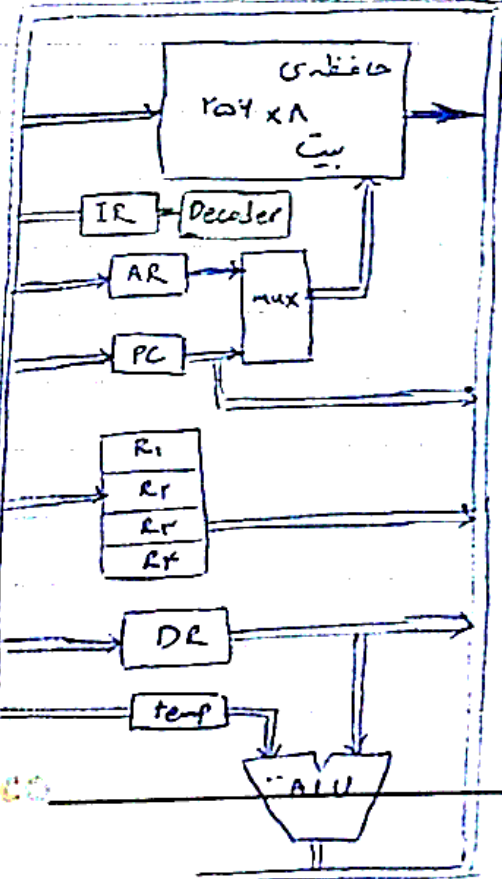 حافظه‌ی
۲۵۶ × ۸
بیت
IR
Decoder
AR
mux
PC
R۱
R۲
R۳
R۴
DR
temp
ALU